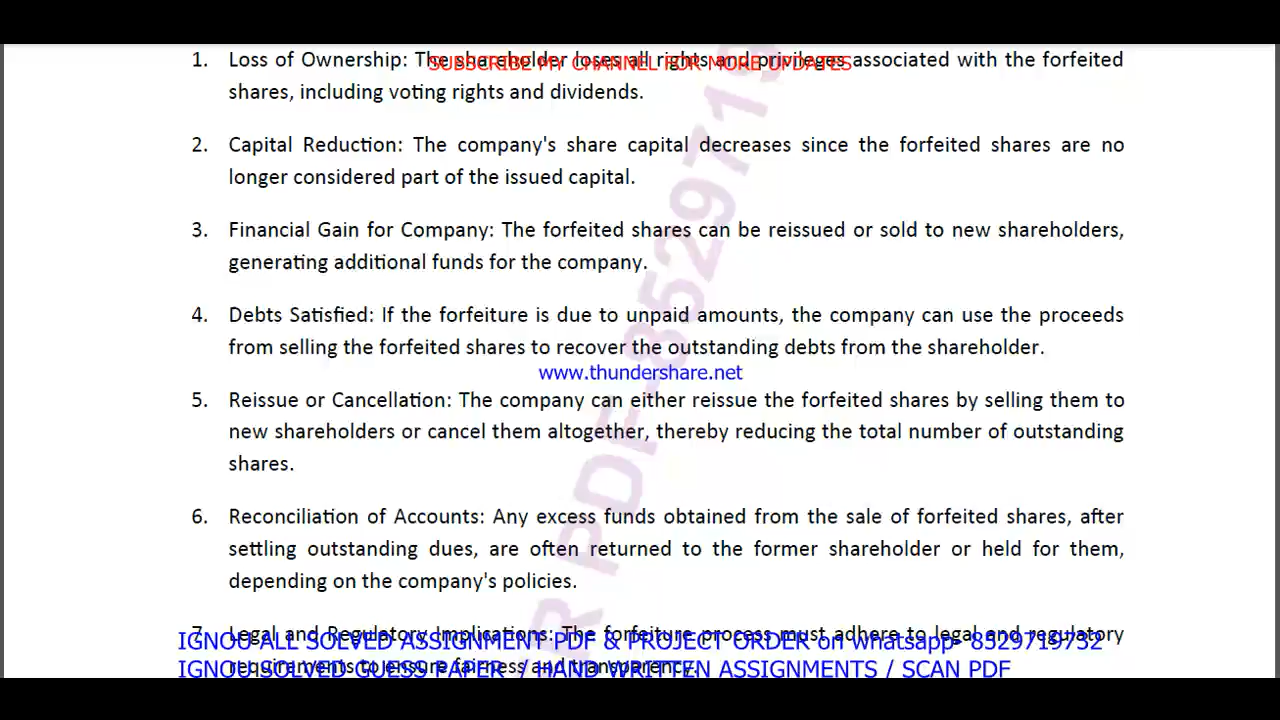 1. Loss of Ownership: The shareholder loses all rights and privileges associated with the forfeited
SUBSCRIBE MY CHANNEL FOR MORE UPDATES
shares, including voting rights and dividends.
2. Capital Reduction: The company's share capital decreases since the forfeited shares are no
longer considered part of the issued capital.
3. Financial Gain for Company: The forfeited shares can be reissued or sold to new shareholders,
generating additional funds for the company.
4. Debts Satisfied: If the forfeiture is due to unpaid amounts, the company can use the proceeds
from selling the forfeited shares to recover the outstanding debts from the shareholder.
www.thundershare.net
5. Reissue or Cancellation: The company can either reissue the forfeited shares by selling them to
new shareholders or cancel them altogether, thereby reducing the total number of outstanding
shares.
6. Reconciliation of Accounts: Any excess funds obtained from the sale of forfeited shares, after
settling outstanding dues, are often returned to the former shareholder or held for them,
depending on the company's policies.
7. Legal and Regulatory Implications: The forfeiture process must adhere to legal and regulatory
IGNOU-ALL SOLVED ASSIGNMENT PDF & PROJECT ORDER on whatsapp- 8529719732
requirements to ensure fairness and transparency.
IGNOU SOLVED GUESS PAPER / HAND WRITTEN ASSIGNMENTS / SCAN PDF
R PDF-8529719